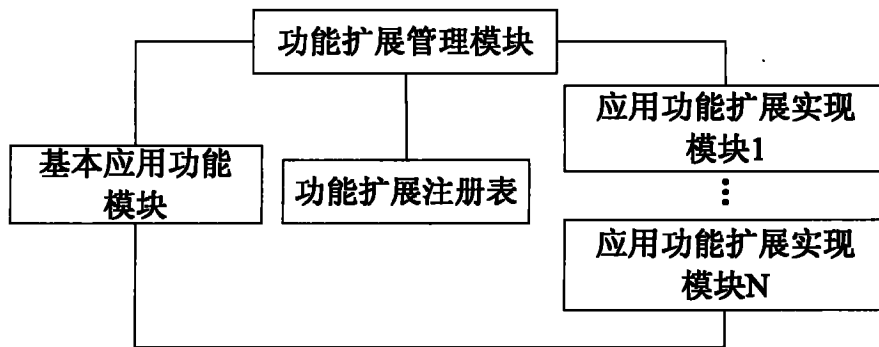 功能扩展管理模块
应用功能扩展实现
模块1
基本应用功能
模块
功能扩展注册表
应用功能扩展实现
模块N